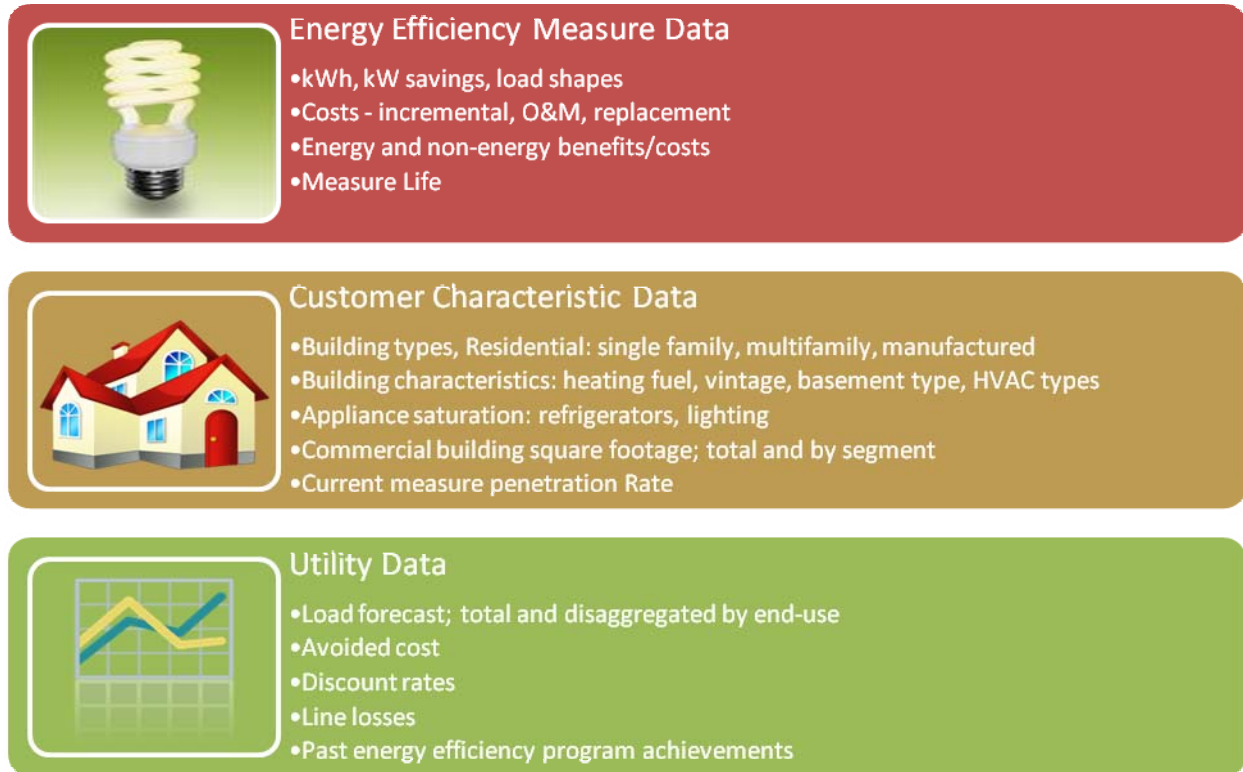 Energy Efficiency Measure Data
•kWh, kW savings, load shapes
•Costs - incremental, O&M, replacement
•Energy and non-energy benefits/costs
•Measure Life
Customer Characteristic Data
•Building types, Residential: single family, multifamily, manufactured
•Building characteristics: heating fuel, vintage, basement type, HVAC types
•Appliance saturation: refrigerators, lighting
•Commercial building square footage; total and by segment
•Current measure penetration Rate
Utility Data
•Load forecast; total and disaggregated by end-use
•Avoided cost
•Discount rates
•Line losses
•Past energy efficiency program achievements